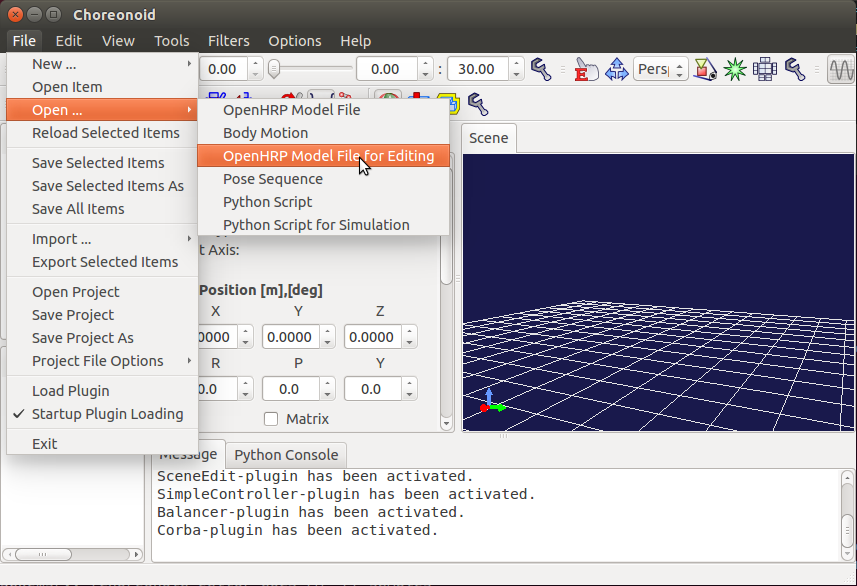 Choreonoid
File Edit View Tools Filters Options Help
New ...
Open Item
Open ...
Reload Selected Items
Save Selected Items
Save Selected Items As
Save All Items
Import ...
Export Selected Items
Open Project
Save Project
Save Project As
Project File Options
Load Plugin
Startup Plugin Loading
Exit
0.00 0.00 : 30.00
OpenHRP Model File
Body Motion
OpenHRP Model File for Editing
Pose Sequence
Python Script
Python Script for Simulation
t Axis:
Position [m],[deg]
X Y Z
0000 0.0000 0.0000
R P Y
0.0 0.0 0.0
Matrix
Scene
Message Python Console
SceneEdit-plugin has been activated.
SimpleController-plugin has been activated.
Balancer-plugin has been activated.
Corba-plugin has been activated.